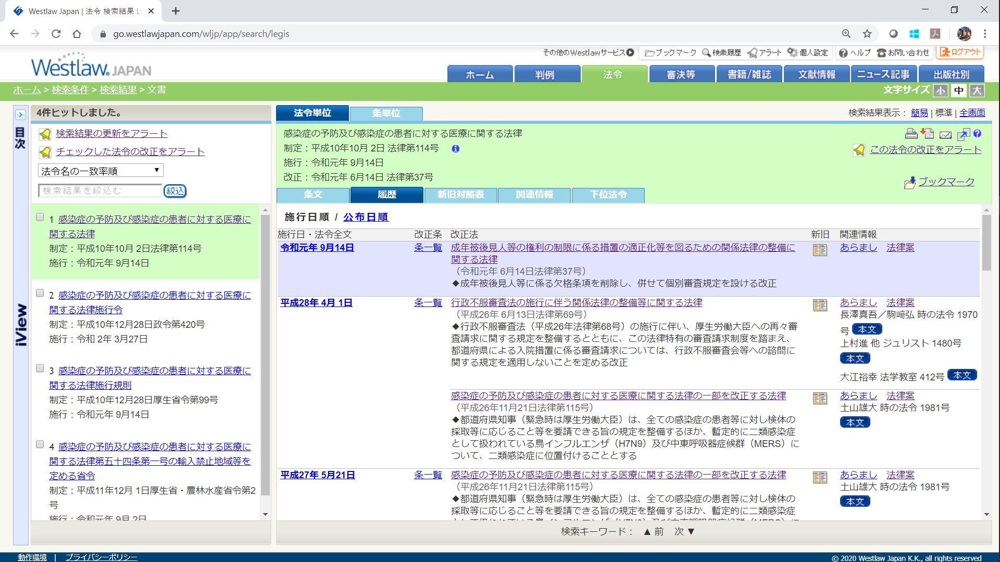 Westlaw Japan | 法令 検索結果 LO
go.westlawjapan.com/wljp/app/search/legis
その他のWestlawサービス ブックマーク 検索履歴 アラート 個人設定 ヘルプ お問い合わせ ログアウト
Westlaw. JAPAN
ホーム 判例 法令 審決等 書籍/雑誌 文献情報 ニュース記事 出版社別
ホーム > 検索条件 > 検索結果 > 文書
文字サイズ 小 中 大
目次
iView
4件ヒットしました。
検索結果の更新をアラート
チェックした法令の改正をアラート
法令名の一致率順
検索結果を絞込む 絞込
1 感染症の予防及び感染症の患者に対する医療に
関する法律
制定：平成10年10月 2日法律第114号
施行：令和元年 9月14日
2 感染症の予防及び感染症の患者に対する医療に
関する法律施行令
制定：平成10年12月28日政令第420号
施行：令和 2年 3月27日
3 感染症の予防及び感染症の患者に対する医療に
関する法律施行規則
制定：平成10年12月28日厚生省令第99号
施行：令和元年 9月14日
4 感染症の予防及び感染症の患者に対する医療に
関する法律第五十四条第一号の輸入禁止地域等を
定める省令
制定：平成11年12月 1日厚生省・農林水産省令第2
号
施行：令和元年 9月 2日
法令単位 条単位
検索結果表示： 簡易 | 標準 | 全画面
感染症の予防及び感染症の患者に対する医療に関する法律
制定：平成10年10月 2日 法律第114号
施行：令和元年 9月14日
改正：令和元年 6月14日 法律第37号
この法令の改正をアラート
ブックマーク
条文 履歴 新旧対照表 関連情報 下位法令
施行日順 / 公布日順
施行日・法令全文 改正条 改正法 新旧 関連情報
令和元年 9月14日 条一覧 成年被後見人等の権利の制限に係る措置の適正化等を図るための関係法律の整備に あらまし 法律案
関する法律
（令和元年 6月14日法律第37号）
◆成年被後見人等に係る欠格条項を削除し、併せて個別審査規定を設ける改正
平成28年 4月 1日 条一覧 行政不服審査法の施行に伴う関係法律の整備等に関する法律 あらまし 法律案
（平成26年 6月13日法律第69号） 長澤真吾／駒﨑弘 時の法令 1970
◆行政不服審査法（平成26年法律第68号）の施行に伴い、厚生労働大臣への再々審 号 本文
査請求に関する規定を整備するとともに、この法律特有の審査請求制度を踏まえ、 上村進 他 ジュリスト 1480号
都道府県による入院措置に係る審査請求については、行政不服審査会等への諮問に 本文
関する規定を適用しないことを定める改正
大江裕幸 法学教室 412号 本文
感染症の予防及び感染症の患者に対する医療に関する法律の一部を改正する法律 あらまし 法律案
（平成26年11月21日法律第115号） 土山雄大 時の法令 1981号
◆都道府県知事（緊急時は厚生労働大臣）は、全ての感染症の患者等に対し検体の 本文
採取等に応じること等を要請できる旨の規定を整備するほか、暫定的に二類感染症
として扱われている鳥インフルエンザ（H7N9）及び中東呼吸器症候群（MERS）に
ついて、二類感染症に位置付けることとする
平成27年 5月21日 条一覧 感染症の予防及び感染症の患者に対する医療に関する法律の一部を改正する法律 あらまし 法律案
（平成26年11月21日法律第115号） 土山雄大 時の法令 1981号
◆都道府県知事（緊急時は厚生労働大臣）は、全ての感染症の患者等に対し検体の 本文
採取等に応じること等を要請できる旨の規定を整備するほか、暫定的に二類感染症
として扱われている鳥インフルエンザ（H7N9）及び中東呼吸器症候群（MERS）に
検索キーワード： ▲ 前 次 ▼
動作環境 | プライバシーポリシー
© 2020 Westlaw Japan K.K., all rights reserved